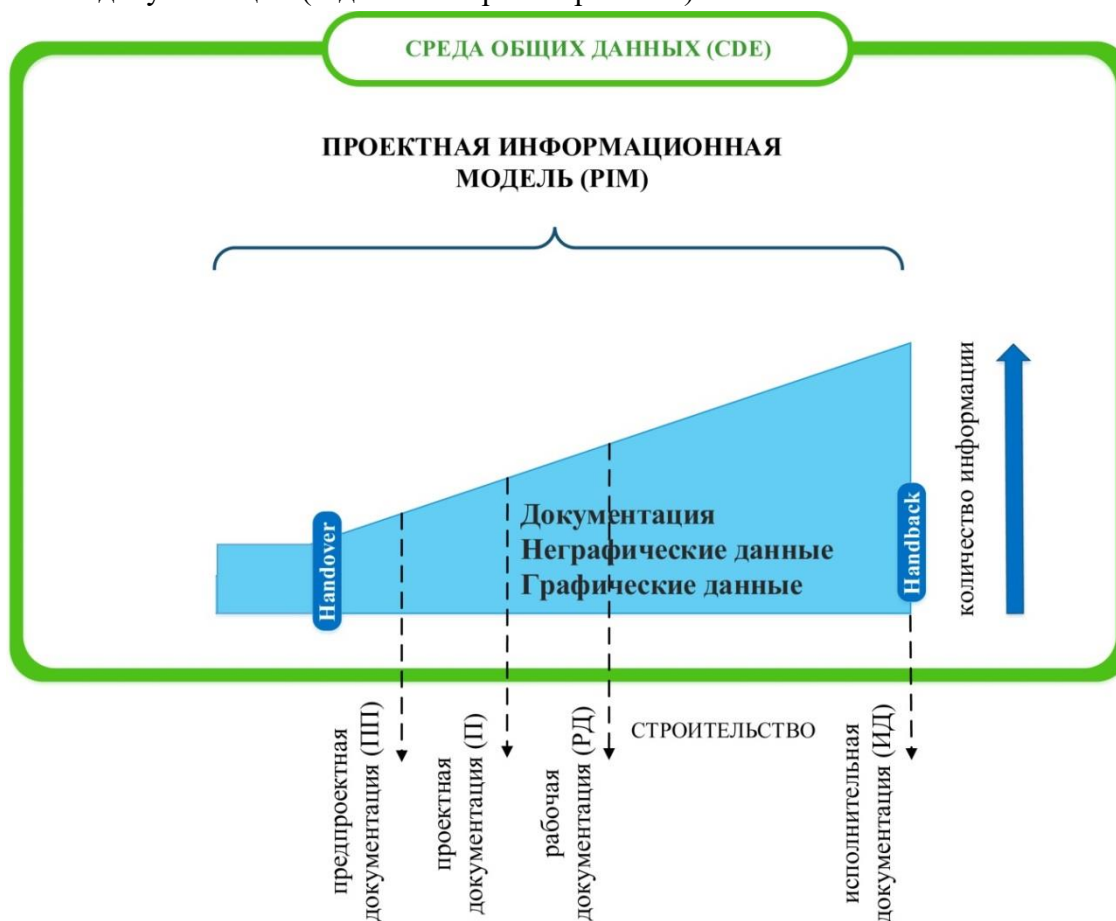 СРЕДА ОБЩИХ ДАННЫХ (CDE)
ПРОЕКТНАЯ ИНФОРМАЦИОННАЯ
МОДЕЛЬ (PIM)
количество информации
Handover
Документация
Неграфические данные
Графические данные
Handback
предпроектная
документация (ПП)
проектная
документация (П)
рабочая
документация (РД)
СТРОИТЕЛЬСТВО
исполнительная
документация (ИД)